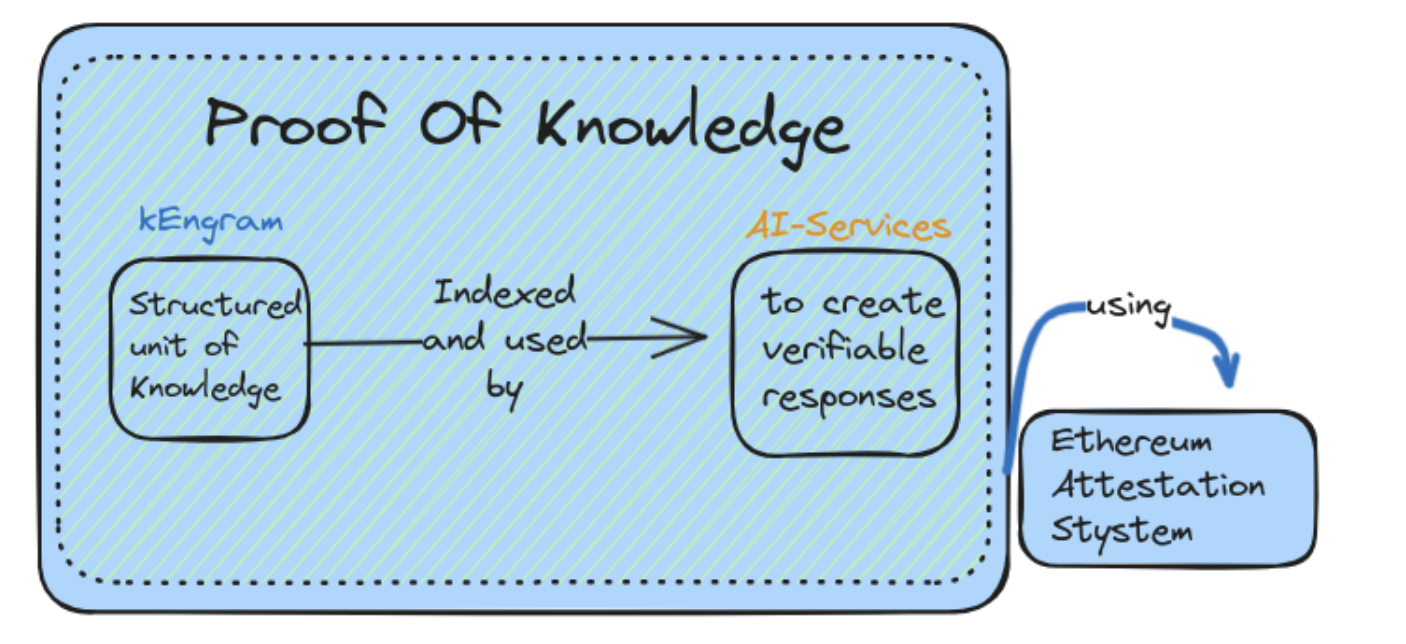 Proof Of Knowledge
kEngram
Structured
unit of
Knowledge
Indexed
and used
by
AI-Services
to create
verifiable
responses
using
Ethereum
Attestation
Stystem